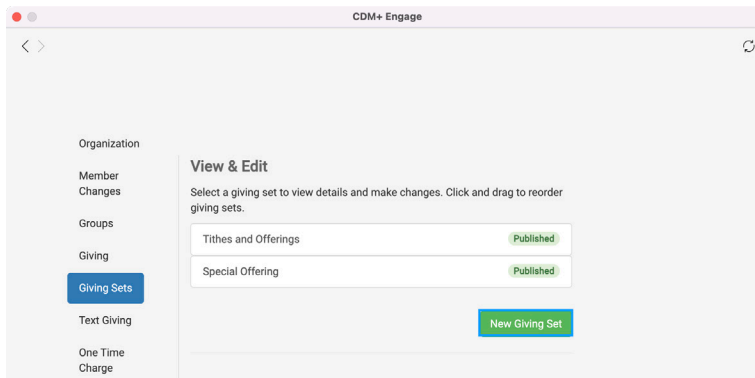 CDM+ Engage
Organization
Member
Changes
Groups
Giving
Giving Sets
Text Giving
One Time
Charge
View & Edit
Select a giving set to view details and make changes. Click and drag to reorder
giving sets.
Tithes and Offerings Published
Special Offering Published
New Giving Set